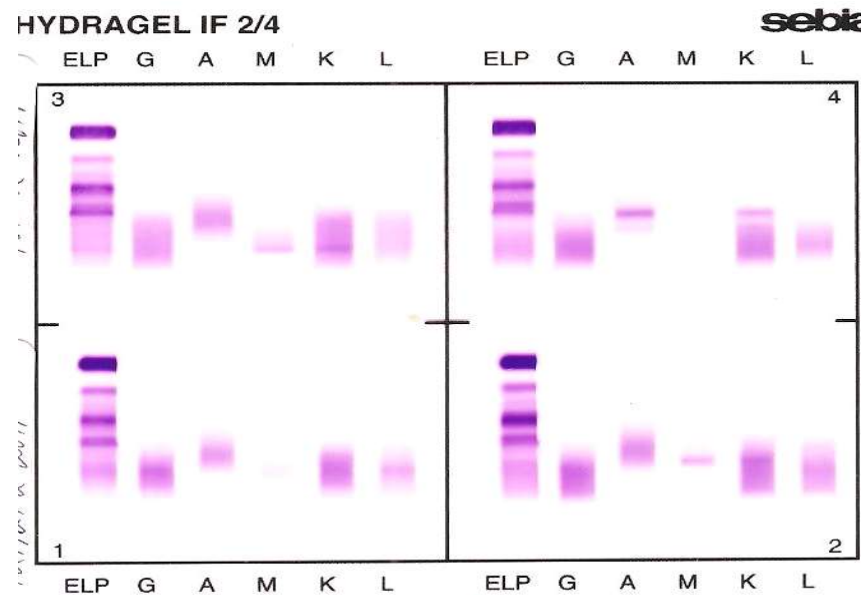 HYDRAGEL IF 2/4 sebia
ELP G A M K L ELP G A M K L
3 4
1 2
ELP G A M K L ELP G A M K L